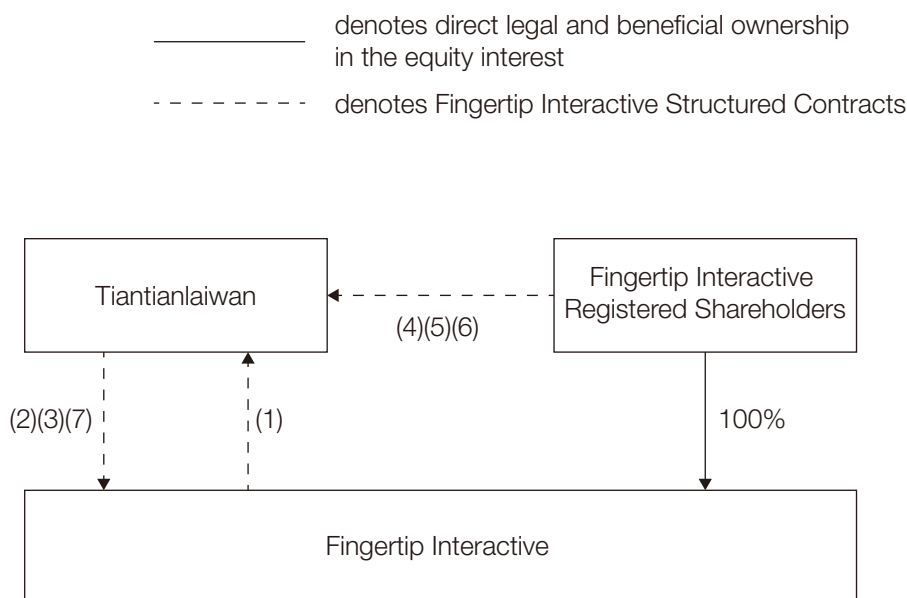 denotes direct legal and beneficial ownership
in the equity interest
denotes Fingertip Interactive Structured Contracts
Tiantianlaiwan
Fingertip Interactive
Registered Shareholders
(4)(5)(6)
(2)(3)(7)
(1)
100%
Fingertip Interactive